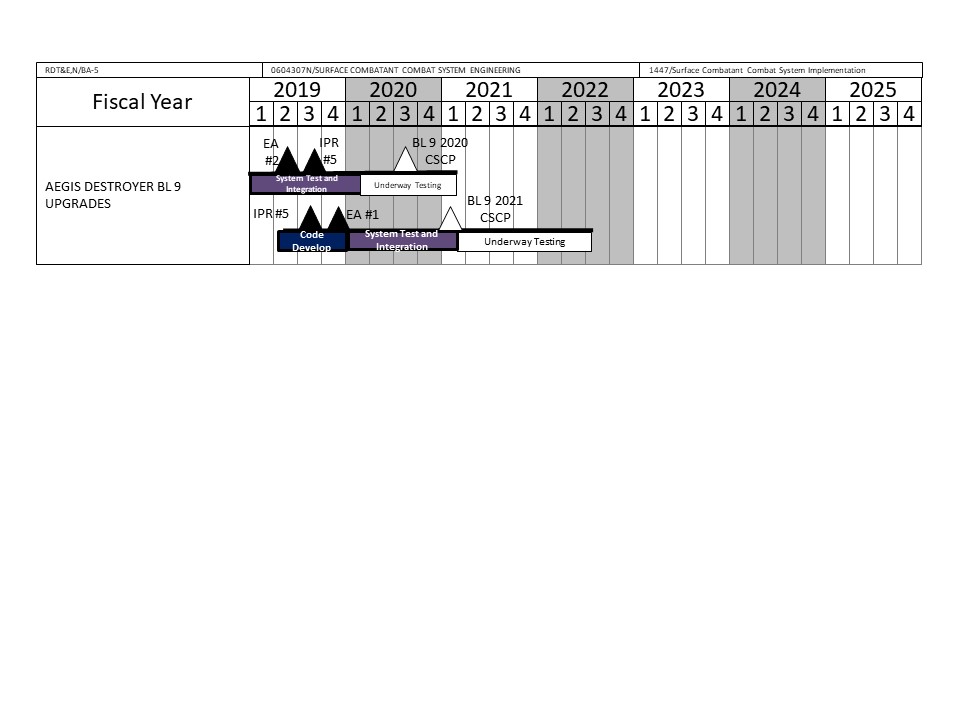 RDT&E,N/BA-5 0604307N/SURFACE COMBATANT COMBAT SYSTEM ENGINEERING 1447/Surface Combatant Combat System Implementation
Fiscal Year
2019 2020 2021 2022 2023 2024 2025
1 2 3 4 1 2 3 4 1 2 3 4 1 2 3 4 1 2 3 4 1 2 3 4 1 2 3 4
AEGIS DESTROYER BL 9
UPGRADES
EA
#2
IPR
#5
BL 9 2020
CSCP
System Test and
Integration
Underway Testing
IPR #5
EA #1
BL 9 2021
CSCP
Code
Develop
System Test and
Integration
Underway Testing